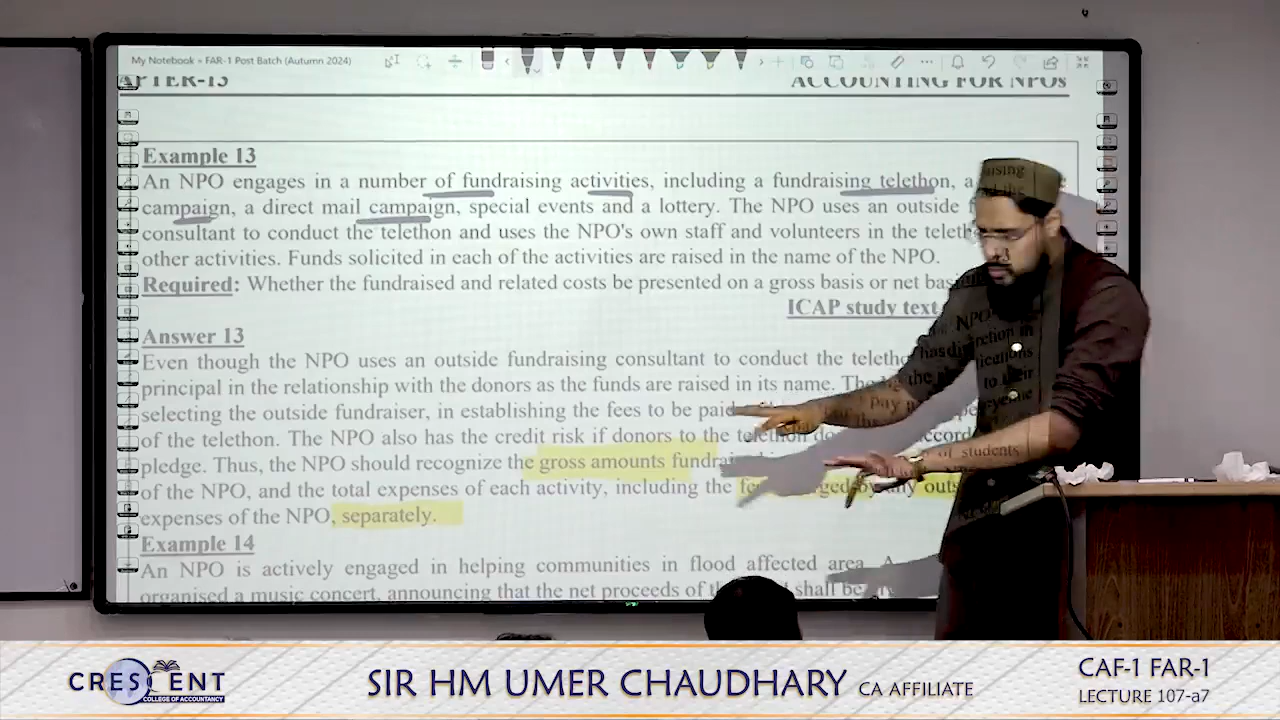 My Notebook » FAR-1 Post Batch (Autumn 2024)
PTER-13 ACCOUNTING FOR NPOs
Example 13
An NPO engages in a number of fundraising activities, including a fundraising telethon, a
campaign, a direct mail campaign, special events and a lottery. The NPO uses an outside
consultant to conduct the telethon and uses the NPO's own staff and volunteers in the
other activities. Funds solicited in each of the activities are raised in the name of the NPO.
Required: Whether the fundraised and related costs be presented on a gross basis or net
ICAP study text
Answer 13
Even though the NPO uses an outside fundraising consultant to conduct the
principal in the relationship with the donors as the funds are raised in its name.
selecting the outside fundraiser, in establishing the fees to be paid
of the telethon. The NPO also has the credit risk if donors to the telethon
pledge. Thus, the NPO should recognize the gross amounts
of the NPO, and the total expenses of each activity, including the
expenses of the NPO, separately.
Example 14
An NPO is actively engaged in helping communities in flood affected area. A
organised a music concert, announcing that the net proceeds of shall be
CRESCENT
COLLEGE OF ACCOUNTANCY
SIR HM UMER CHAUDHARY CA AFFILIATE
CAF-1 FAR-1
LECTURE 107-a7